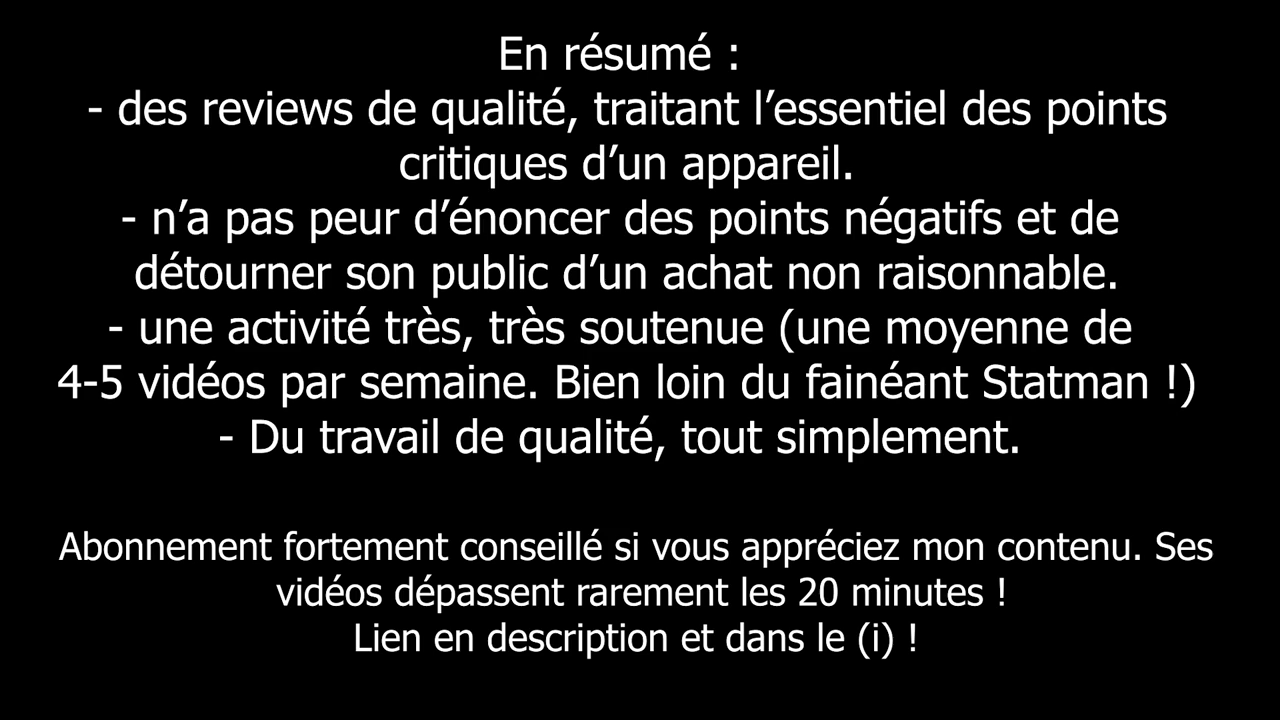 En résumé :
- des reviews de qualité, traitant l’essentiel des points
critiques d’un appareil.
- n’a pas peur d’énoncer des points négatifs et de
détourner son public d’un achat non raisonnable.
- une activité très, très soutenue (une moyenne de
4-5 vidéos par semaine. Bien loin du fainéant Statman !)
- Du travail de qualité, tout simplement.
Abonnement fortement conseillé si vous appréciez mon contenu. Ses
vidéos dépassent rarement les 20 minutes !
Lien en description et dans le (i) !